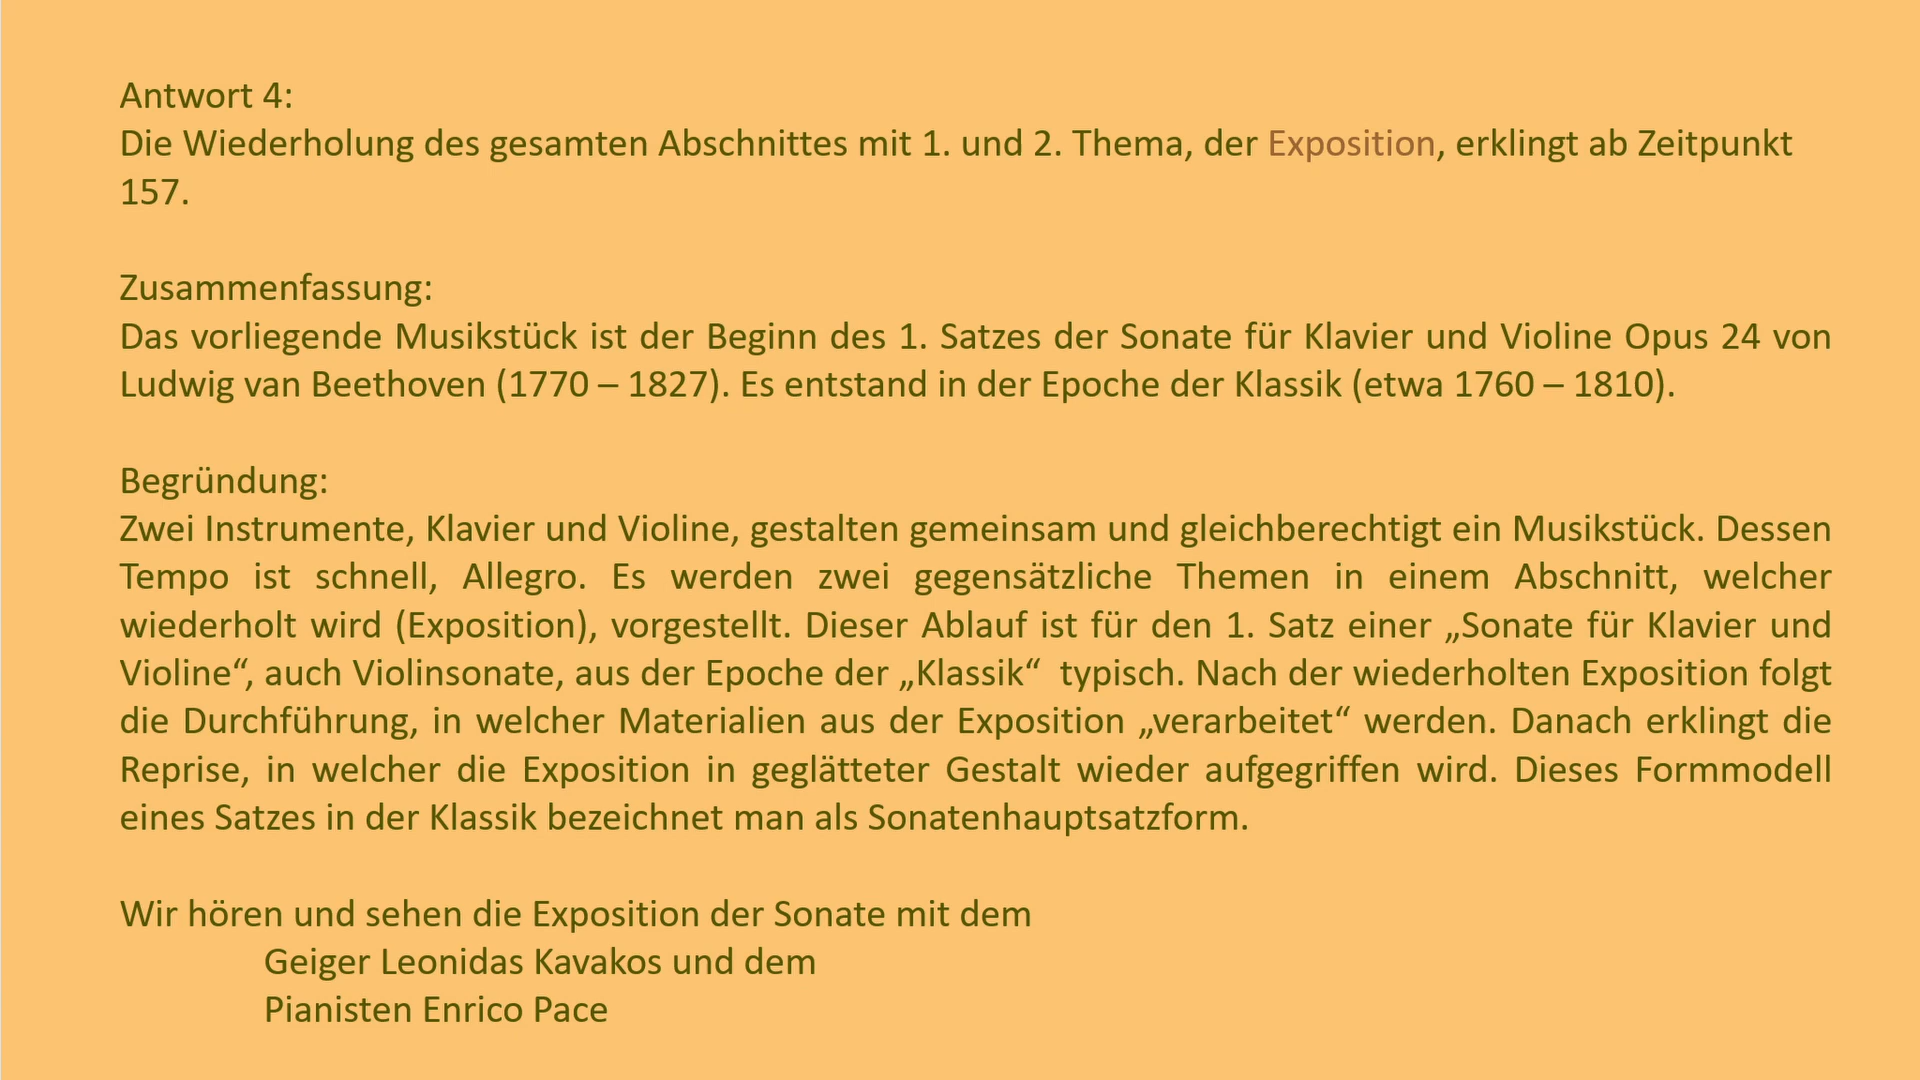 Antwort 4:
Die Wiederholung des gesamten Abschnittes mit 1. und 2. Thema, der Exposition, erklingt ab Zeitpunkt
157.
Zusammenfassung:
Das vorliegende Musikstück ist der Beginn des 1. Satzes der Sonate für Klavier und Violine Opus 24 von
Ludwig van Beethoven (1770 – 1827). Es entstand in der Epoche der Klassik (etwa 1760 – 1810).
Begründung:
Zwei Instrumente, Klavier und Violine, gestalten gemeinsam und gleichberechtigt ein Musikstück. Dessen
Tempo ist schnell, Allegro. Es werden zwei gegensätzliche Themen in einem Abschnitt, welcher
wiederholt wird (Exposition), vorgestellt. Dieser Ablauf ist für den 1. Satz einer „Sonate für Klavier und
Violine“, auch Violinsonate, aus der Epoche der „Klassik“ typisch. Nach der wiederholten Exposition folgt
die Durchführung, in welcher Materialien aus der Exposition „verarbeitet“ werden. Danach erklingt die
Reprise, in welcher die Exposition in geglätteter Gestalt wieder aufgegriffen wird. Dieses Formmodell
eines Satzes in der Klassik bezeichnet man als Sonatenhauptsatzform.
Wir hören und sehen die Exposition der Sonate mit dem
Geiger Leonidas Kavakos und dem
Pianisten Enrico Pace